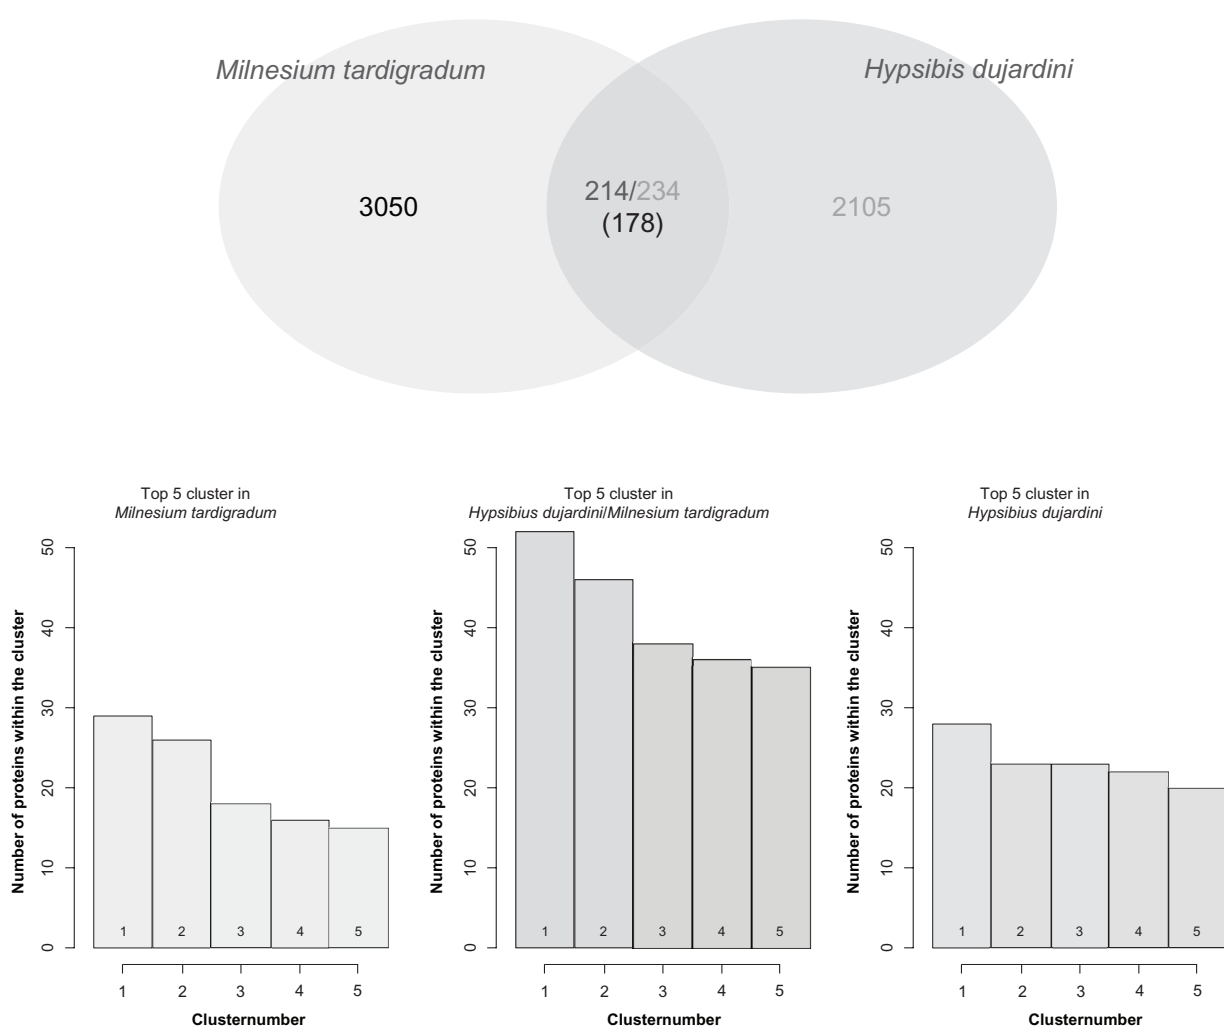 Milnesium tardigradum
Hypsibis dujardini
3050
214/234
(178)
2105
Top 5 cluster in
Milnesium tardigradum
Number of proteins within the cluster
50
40
30
20
10
0
1 2 3 4 5
1 2 3 4 5
Clusternumber
Top 5 cluster in
Hypsibius dujardini/Milnesium tardigradum
Number of proteins within the cluster
50
40
30
20
10
0
1 2 3 4 5
1 2 3 4 5
Clusternumber
Top 5 cluster in
Hypsibius dujardini
Number of proteins within the cluster
50
40
30
20
10
0
1 2 3 4 5
1 2 3 4 5
Clusternumber